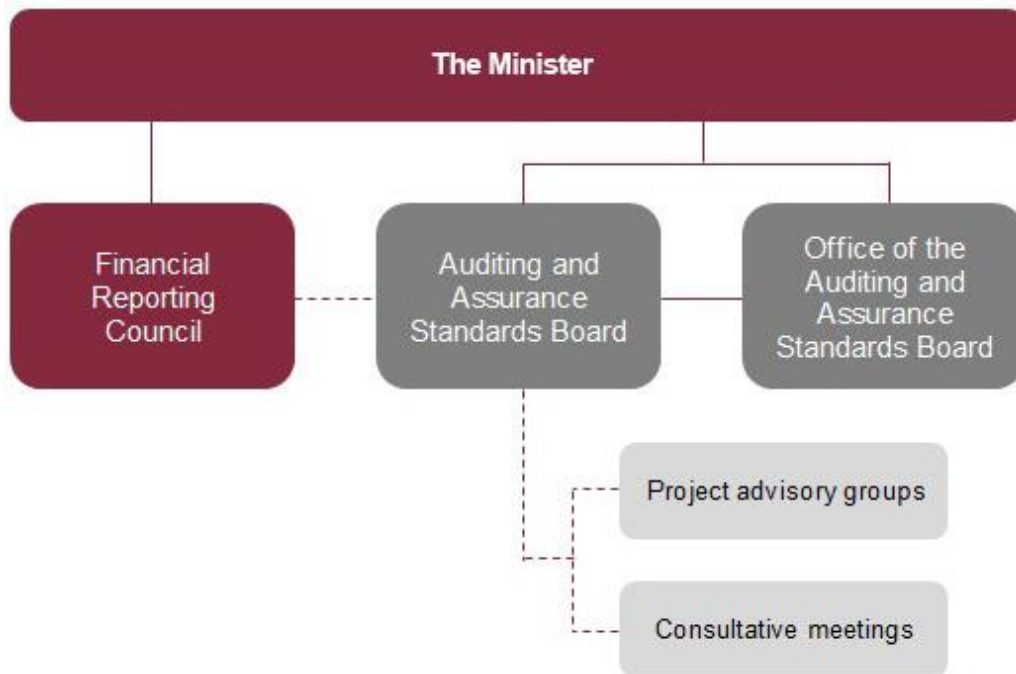 The Minister
Financial
Reporting
Council
Auditing and
Assurance
Standards Board
Office of the
Auditing and
Assurance
Standards Board
Project advisory groups
Consultative meetings